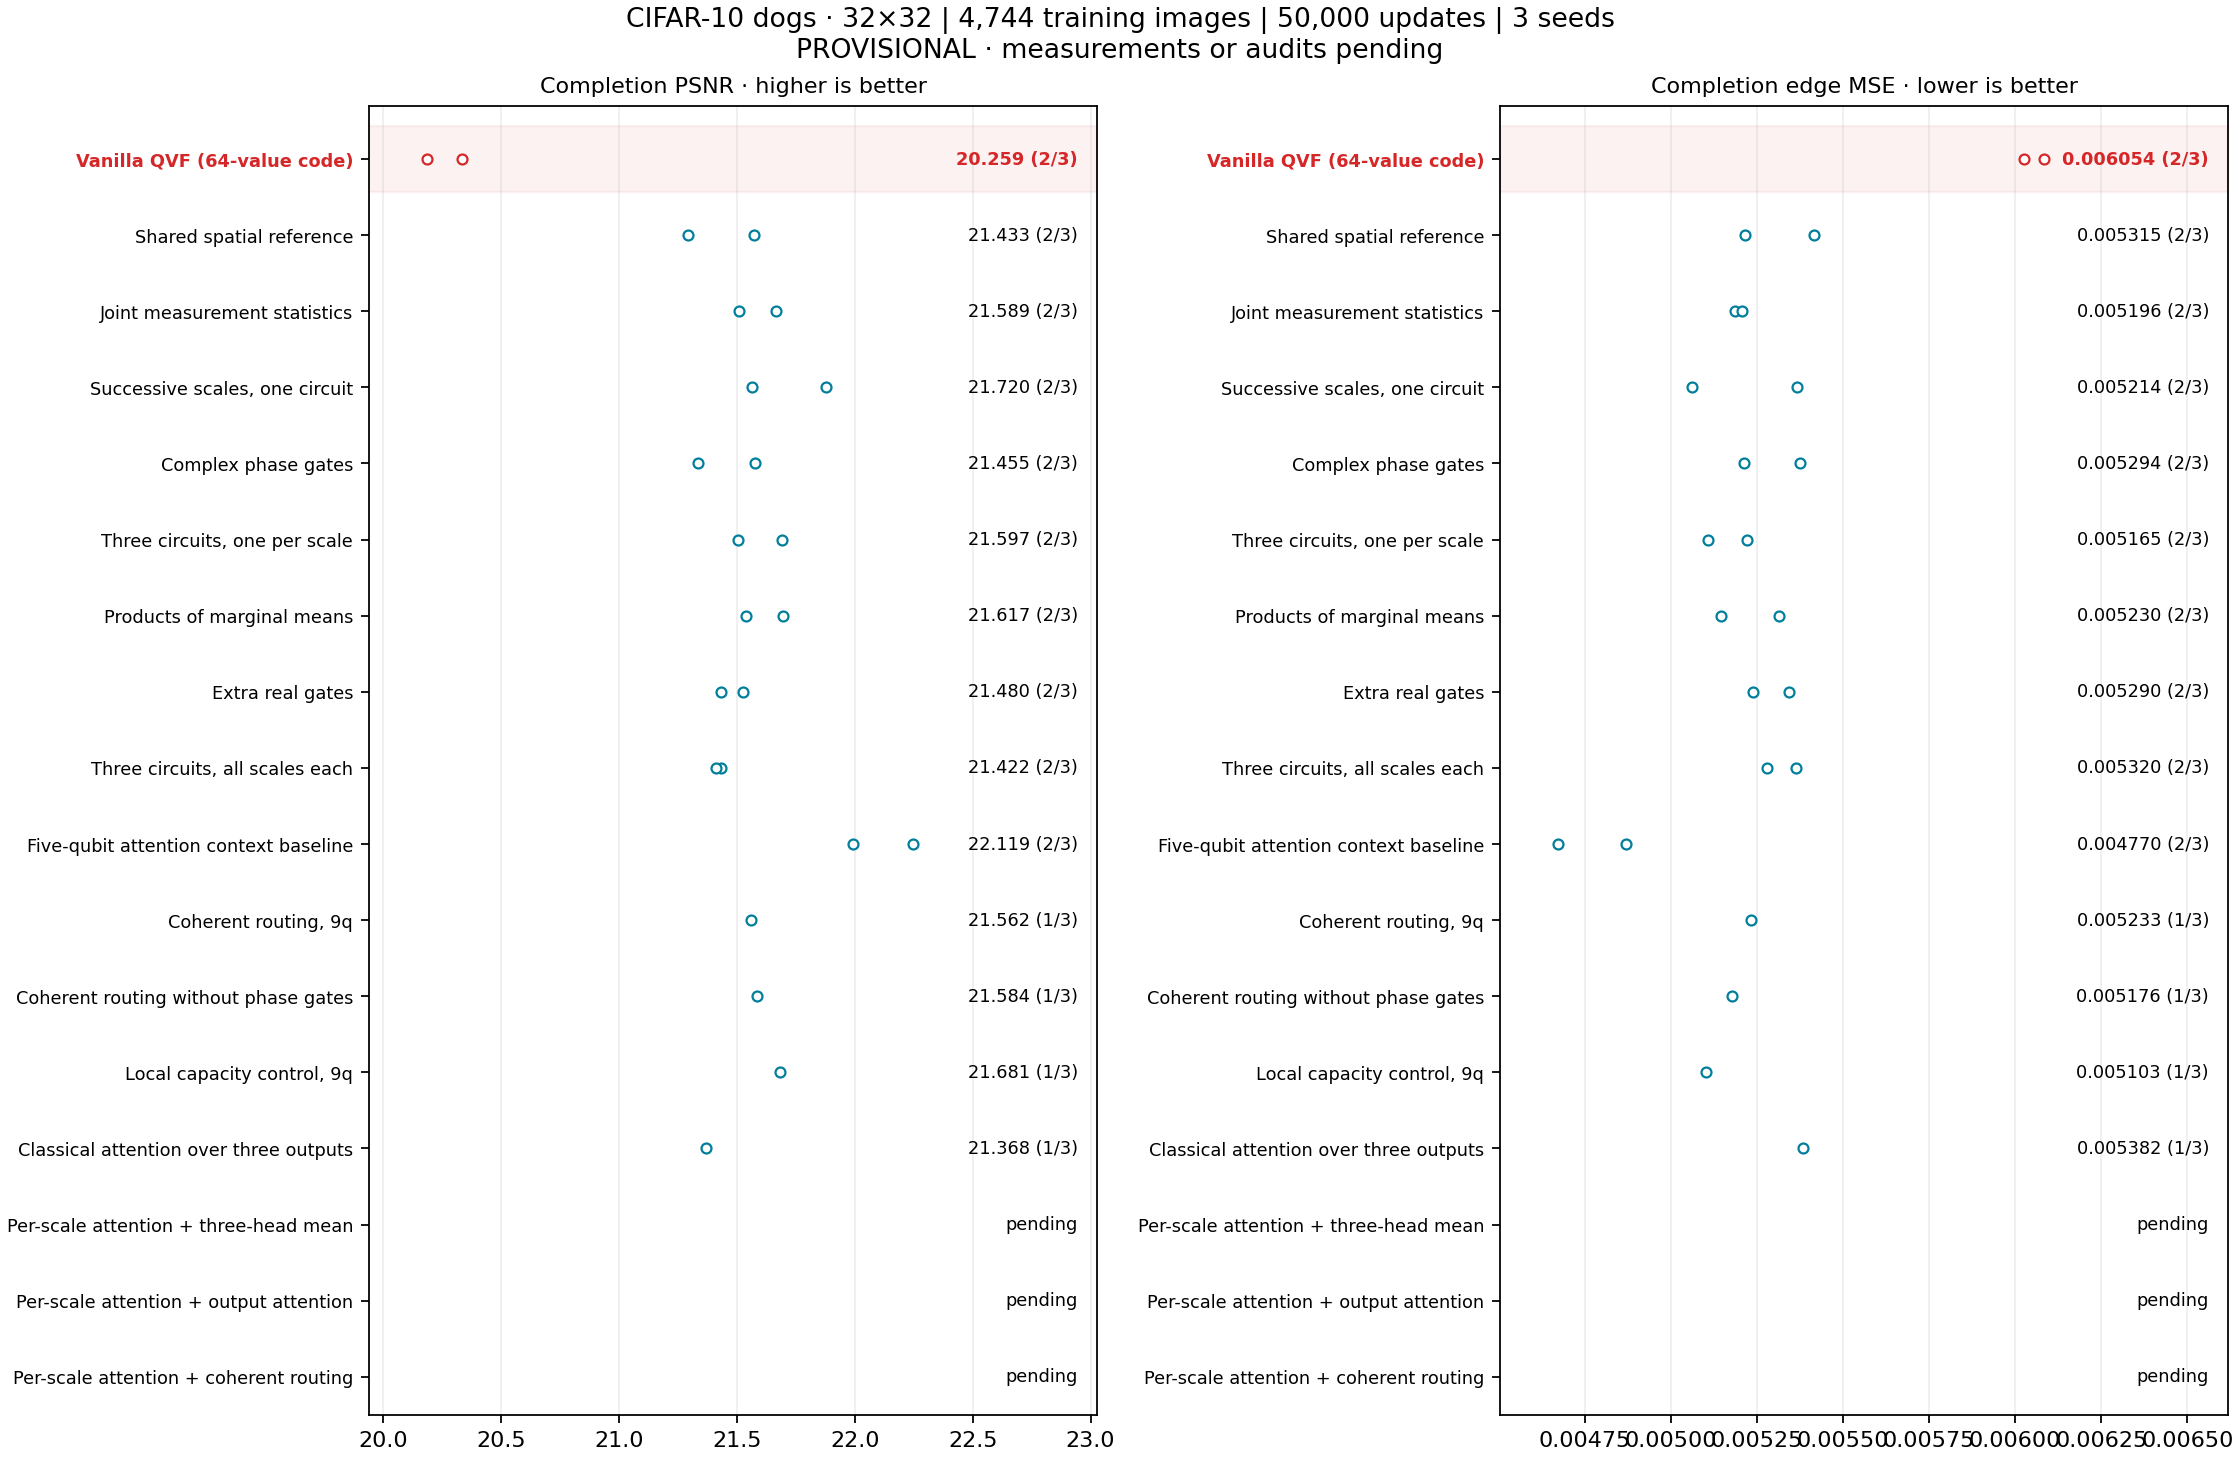 CIFAR-10 dogs · 32×32 | 4,744 training images | 50,000 updates | 3 seeds
PROVISIONAL · measurements or audits pending
Completion PSNR · higher is better
Vanilla QVF (64-value code) 20.259 (2/3)
Shared spatial reference 21.433 (2/3)
Joint measurement statistics 21.589 (2/3)
Successive scales, one circuit 21.720 (2/3)
Complex phase gates 21.455 (2/3)
Three circuits, one per scale 21.597 (2/3)
Products of marginal means 21.617 (2/3)
Extra real gates 21.480 (2/3)
Three circuits, all scales each 21.422 (2/3)
Five-qubit attention context baseline 22.119 (2/3)
Coherent routing, 9q 21.562 (1/3)
Coherent routing without phase gates 21.584 (1/3)
Local capacity control, 9q 21.681 (1/3)
Classical attention over three outputs 21.368 (1/3)
Per-scale attention + three-head mean pending
Per-scale attention + output attention pending
Per-scale attention + coherent routing pending
20.0 20.5 21.0 21.5 22.0 22.5 23.0
Completion edge MSE · lower is better
Vanilla QVF (64-value code) 0.006054 (2/3)
Shared spatial reference 0.005315 (2/3)
Joint measurement statistics 0.005196 (2/3)
Successive scales, one circuit 0.005214 (2/3)
Complex phase gates 0.005294 (2/3)
Three circuits, one per scale 0.005165 (2/3)
Products of marginal means 0.005230 (2/3)
Extra real gates 0.005290 (2/3)
Three circuits, all scales each 0.005320 (2/3)
Five-qubit attention context baseline 0.004770 (2/3)
Coherent routing, 9q 0.005233 (1/3)
Coherent routing without phase gates 0.005176 (1/3)
Local capacity control, 9q 0.005103 (1/3)
Classical attention over three outputs 0.005382 (1/3)
Per-scale attention + three-head mean pending
Per-scale attention + output attention pending
Per-scale attention + coherent routing pending
0.00475 0.00500 0.00525 0.00550 0.00575 0.00600 0.00625 0.00650